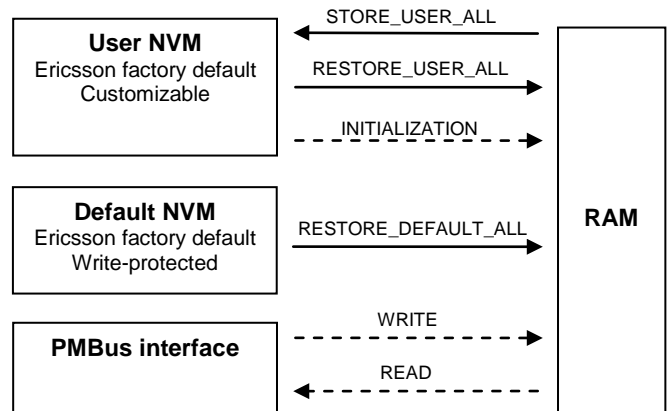 STORE_USER_ALL
User NVM
Ericsson factory default
Customizable
RESTORE_USER_ALL
INITIALIZATION
Default NVM
Ericsson factory default
Write-protected
RESTORE_DEFAULT_ALL
RAM
PMBus interface
WRITE
READ